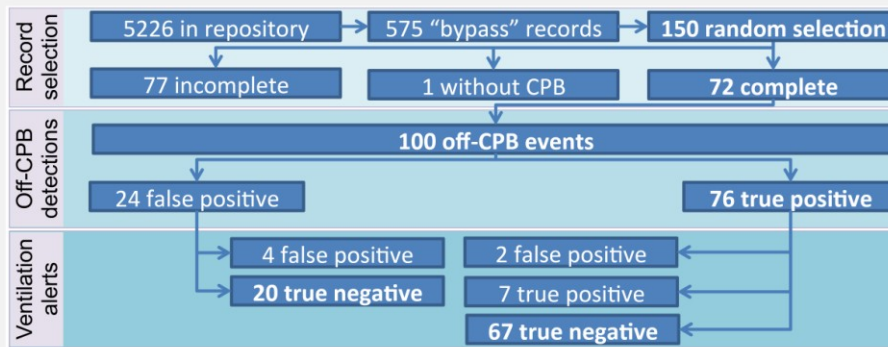 Record selection
5226 in repository
575 “bypass” records
150 random selection
77 incomplete
1 without CPB
72 complete
Off-CPB detections
100 off-CPB events
24 false positive
76 true positive
Ventilation alerts
4 false positive
2 false positive
20 true negative
7 true positive
67 true negative